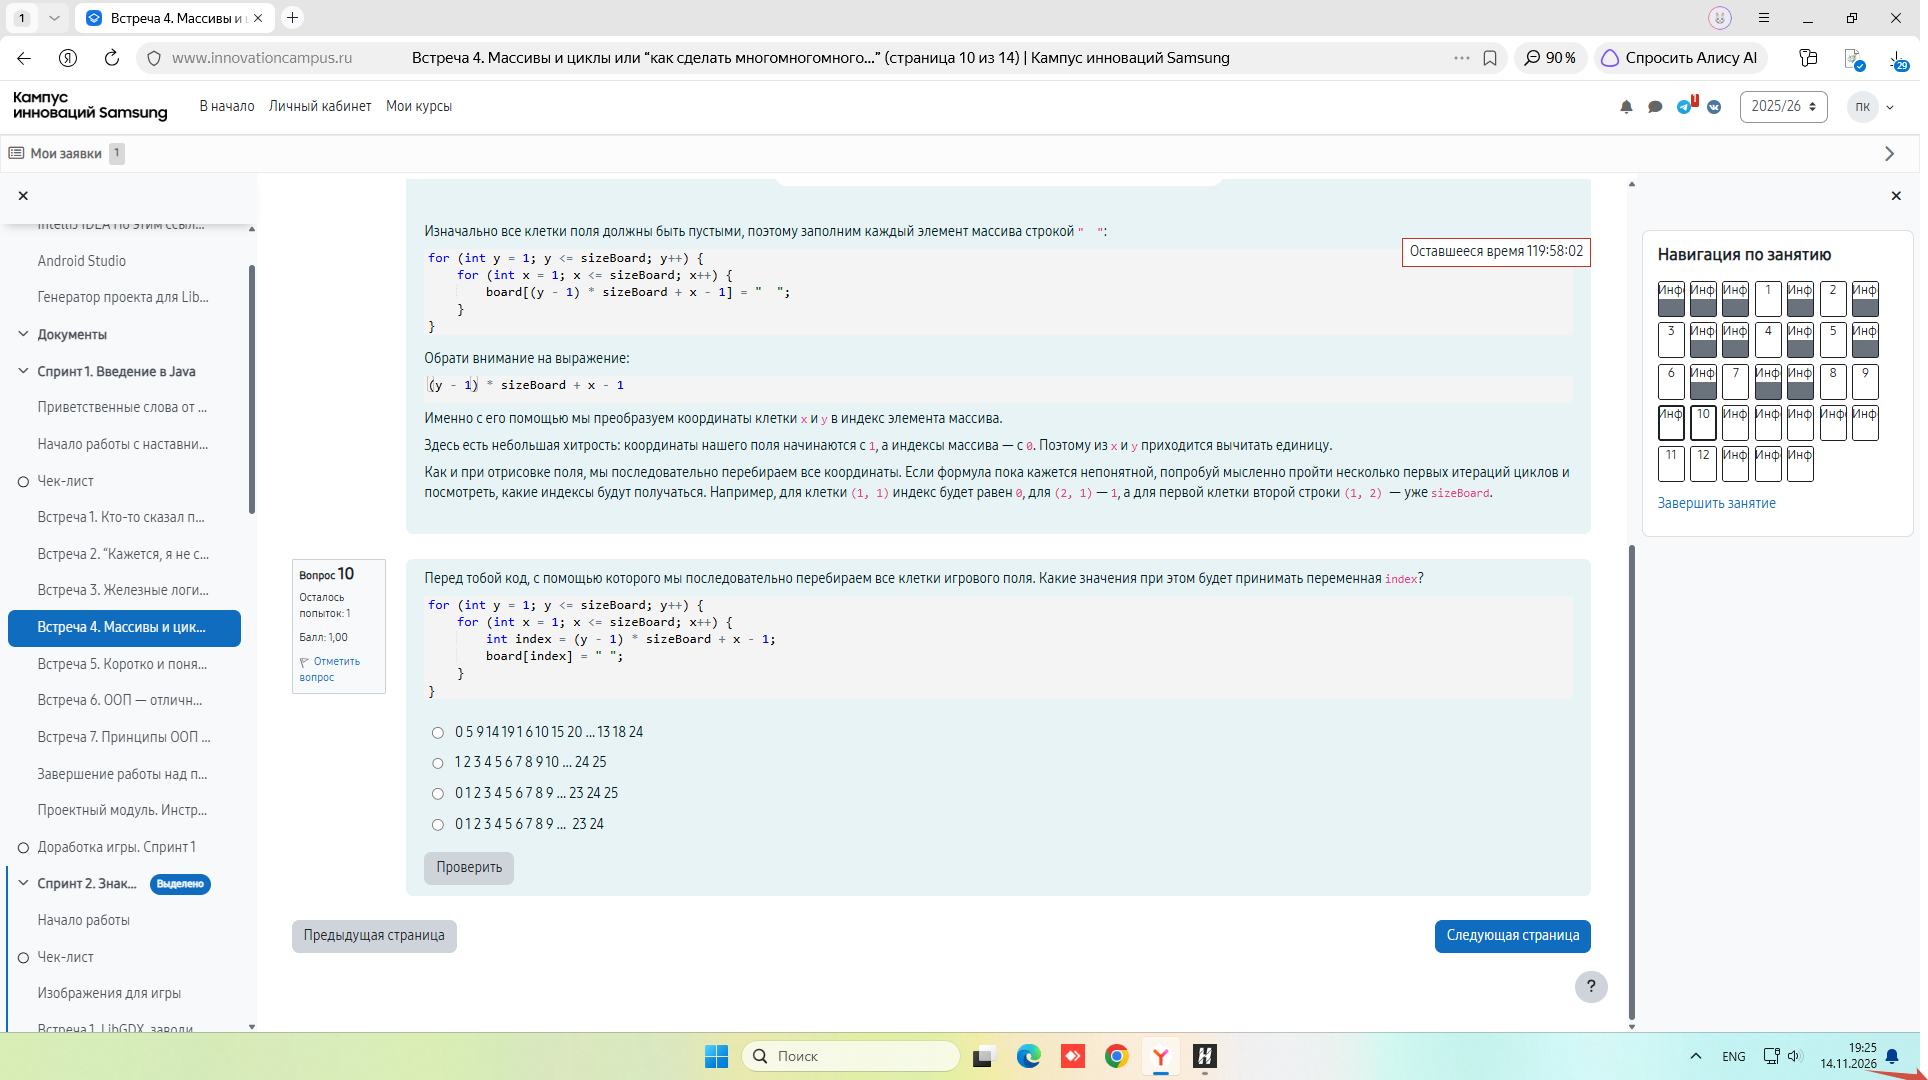 1
Встреча 4. Массивы и ц
www.innovationcampus.ru
Встреча 4. Массивы и циклы или “как сделать многомногомного…” (страница 10 из 14) | Кампус инноваций Samsung
90 %
Спросить Алису AI
29
Кампус
инноваций Samsung
В начало
Личный кабинет
Мои курсы
1
2025/26
ПК
Мои заявки 1
IntelliJ IDEA по этим ссыл...
Android Studio
Генератор проекта для Lib...
Документы
Спринт 1. Введение в Java
Приветственные слова от ...
Начало работы с наставни...
Чек-лист
Встреча 1. Кто-то сказал п...
Встреча 2. “Кажется, я не с...
Встреча 3. Железные логи...
Встреча 4. Массивы и цик...
Встреча 5. Коротко и поня...
Встреча 6. ООП — отличн...
Встреча 7. Принципы ООП ...
Завершение работы над п...
Проектный модуль. Инстр...
Доработка игры. Спринт 1
Спринт 2. Знак... Выделено
Начало работы
Чек-лист
Изображения для игры
Встреча 1. LibGDX, заводи
Изначально все клетки поля должны быть пустыми, поэтому заполним каждый элемент массива строкой "  ":
Оставшееся время 119:58:02
for (int y = 1; y <= sizeBoard; y++) {
for (int x = 1; x <= sizeBoard; x++) {
board[(y - 1) * sizeBoard + x - 1] = "  ";
}
}
Обрати внимание на выражение:
(y - 1) * sizeBoard + x - 1
Именно с его помощью мы преобразуем координаты клетки x и y в индекс элемента массива.
Здесь есть небольшая хитрость: координаты нашего поля начинаются с 1, а индексы массива — с 0. Поэтому из x и y приходится вычитать единицу.
Как и при отрисовке поля, мы последовательно перебираем все координаты. Если формула пока кажется непонятной, попробуй мысленно пройти несколько первых итераций циклов и
посмотреть, какие индексы будут получаться. Например, для клетки (1, 1) индекс будет равен 0, для (2, 1) — 1, а для первой клетки второй строки (1, 2) — уже sizeBoard.
Вопрос 10
Осталось
попыток: 1
Балл: 1,00
Отметить
вопрос
Перед тобой код, с помощью которого мы последовательно перебираем все клетки игрового поля. Какие значения при этом будет принимать переменная index?
for (int y = 1; y <= sizeBoard; y++) {
for (int x = 1; x <= sizeBoard; x++) {
int index = (y - 1) * sizeBoard + x - 1;
board[index] = " ";
}
}
0 5 9 14 19 1 6 10 15 20 ... 13 18 24
1 2 3 4 5 6 7 8 9 10 ... 24 25
0 1 2 3 4 5 6 7 8 9 ... 23 24 25
0 1 2 3 4 5 6 7 8 9 ... 23 24
Проверить
Предыдущая страница
Следующая страница
?
Навигация по занятию
Инф Инф Инф 1 Инф 2 Инф
3 Инф Инф 4 Инф 5 Инф
6 Инф 7 Инф Инф 8 9
Инф 10 Инф Инф Инф Инф Инф
11 12 Инф Инф Инф
Завершить занятие
Поиск
ENG
19:25
14.11.2026